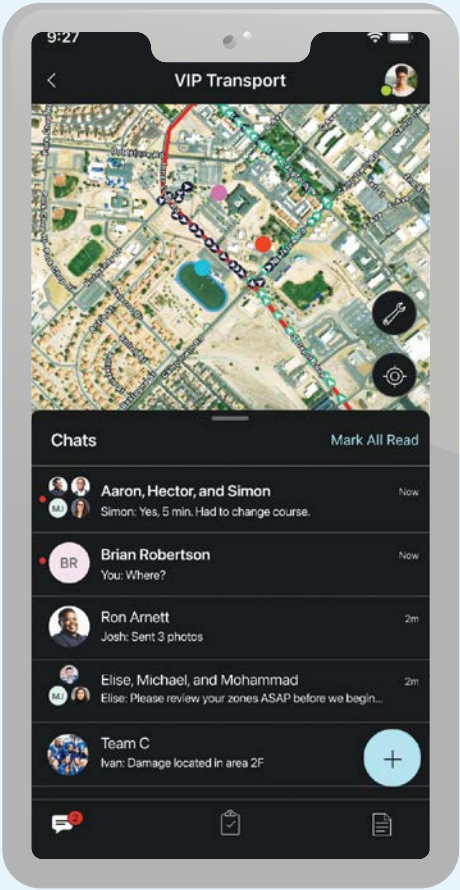 9:27
VIP Transport
Goldstone Rd
Chats
Mark All Read
Aaron, Hector, and Simon
Now
MJ
Simon: Yes, 5 min. Had to change course.
BR
Brian Robertson
Now
You: Where?
Ron Arnett
2m
Josh: Sent 3 photos
Elise, Michael, and Mohammad
2m
MJ
Elise: Please review your zones ASAP before we begin...
Team C
Ivan: Damage located in area 2F
+
2